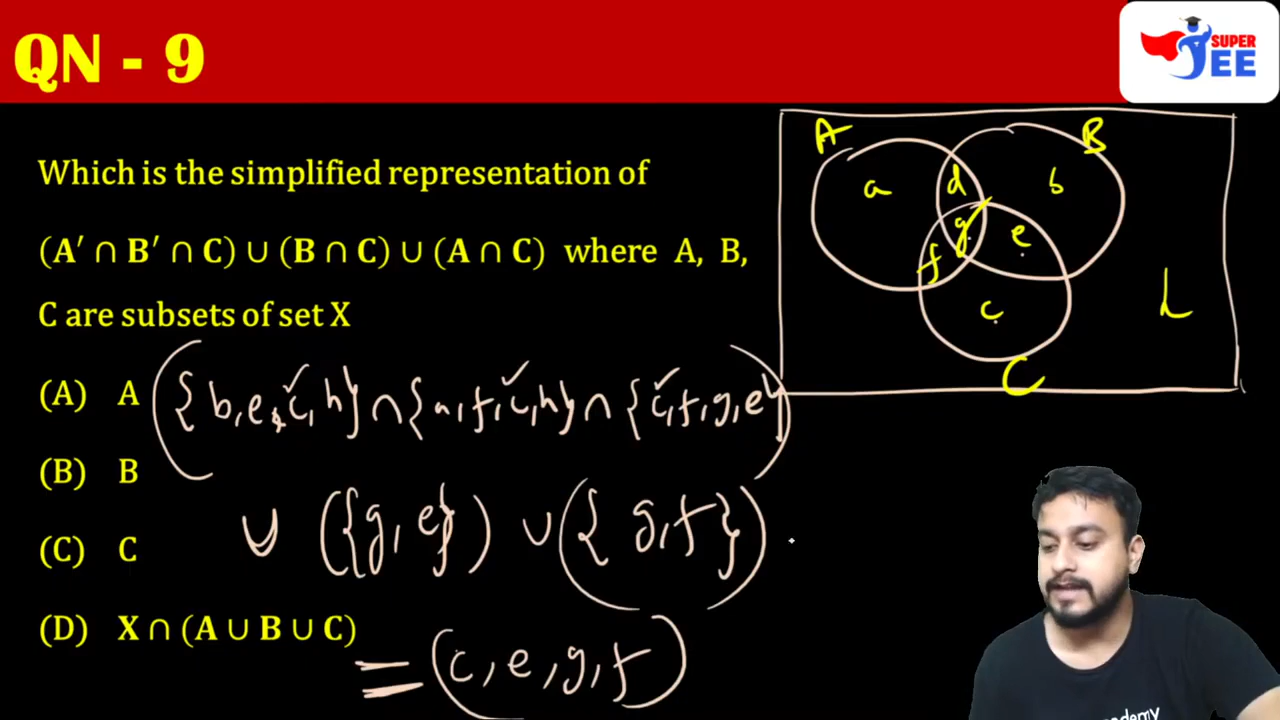 QN - 9
SUPER
JEE
Which is the simplified representation of
(A′ ∩ B′ ∩ C) ∪ (B ∩ C) ∪ (A ∩ C) where A, B,
C are subsets of set X
(A) A
(B) B
(C) C
(D) X ∩ (A ∪ B ∪ C)
A
B
a
d
b
g
e
f
c
h
C
({b, e, c, h} ∩ {a, f, c, h} ∩ {c, f, g, e})
∪ ({g, e}) ∪ ({g, f})
= (c, e, g, f)